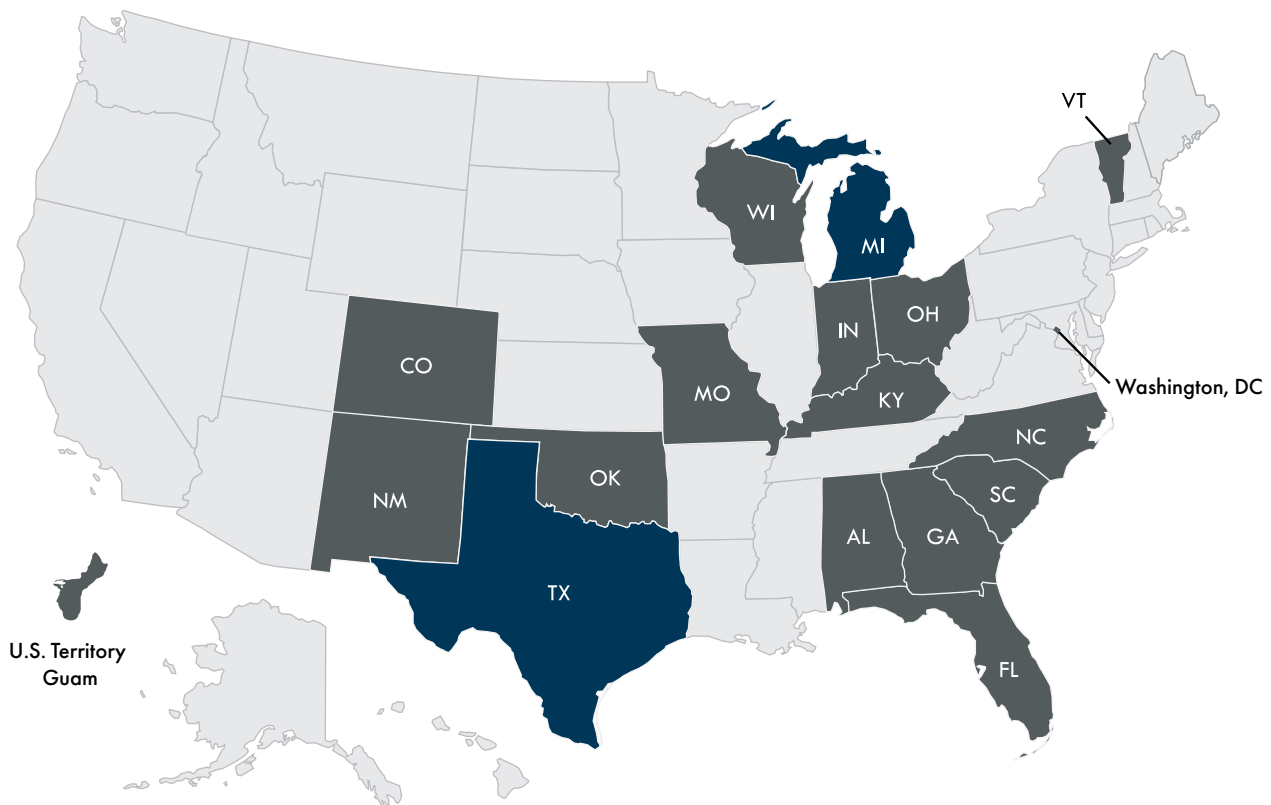 VT
WI
MI
OH
IN
CO
Washington, DC
MO
KY
NC
OK
NM
SC
AL
GA
TX
U.S. Territory
Guam
FL